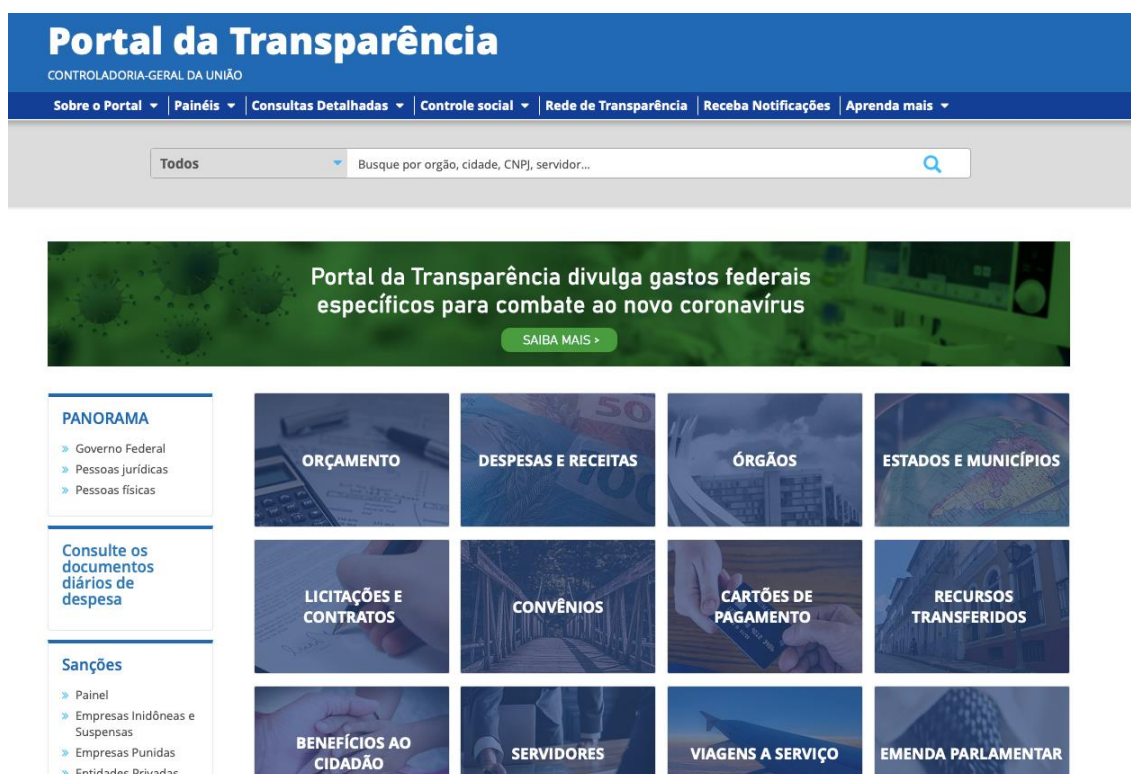 Portal da Transparência
CONTROLADORIA-GERAL DA UNIÃO
Sobre o Portal
Painéis
Consultas Detalhadas
Controle social
Rede de Transparência
Receba Notificações
Aprenda mais
Todos
Busque por orgão, cidade, CNPJ, servidor...
Portal da Transparência divulga gastos federais
específicos para combate ao novo coronavírus
SAIBA MAIS >
PANORAMA
» Governo Federal
» Pessoas jurídicas
» Pessoas físicas
Consulte os
documentos
diários de
despesa
Sanções
» Painel
» Empresas Inidôneas e
Suspensas
» Empresas Punidas
» Entidades Privadas
ORÇAMENTO
DESPESAS E RECEITAS
ÓRGÃOS
ESTADOS E MUNICÍPIOS
LICITAÇÕES E
CONTRATOS
CONVÊNIOS
CARTÕES DE
PAGAMENTO
RECURSOS
TRANSFERIDOS
BENEFÍCIOS AO
CIDADÃO
SERVIDORES
VIAGENS A SERVIÇO
EMENDA PARLAMENTAR